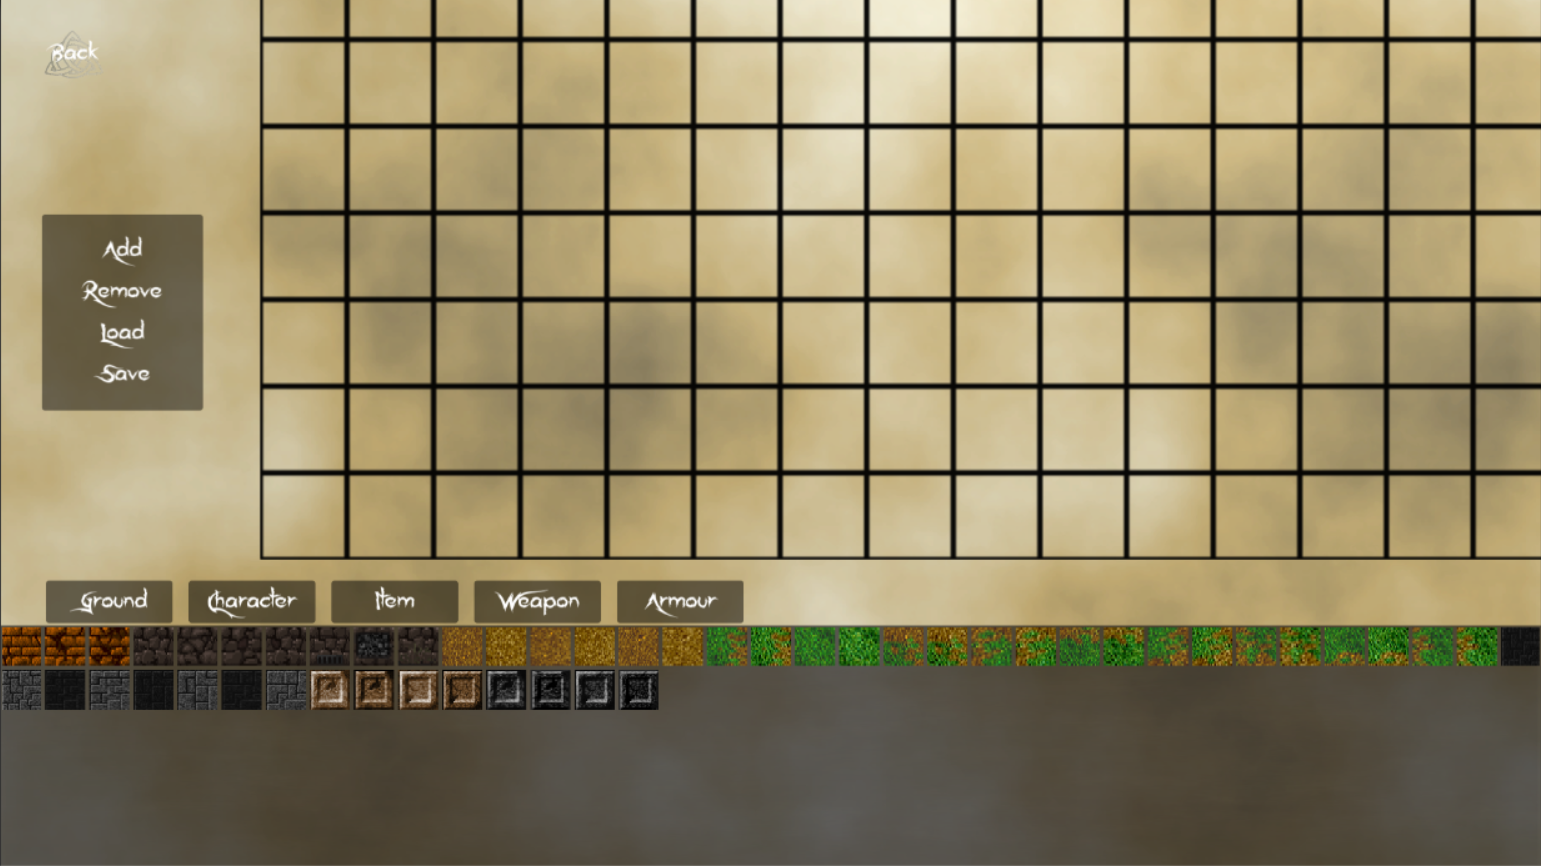 Back
Add
Remove
Load
Save
Ground
Character
Item
Weapon
Armour